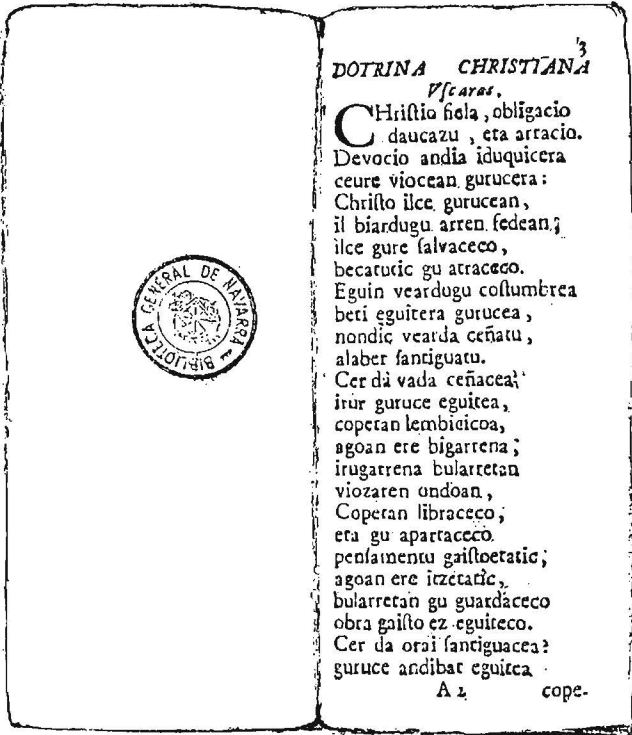 BIBLIOTECA GENERAL DE NAVARRA
3
DOTRINA CHRISTIANA
Vſcaraz.
CHriſtio fiela, obligacio
daucazu, eta arracio.
Devocio andia iduquicera
ceure viocean gurucera:
Chriſto ilce gurucean,
il biardugu arren fedean;
ilce gure ſalvaceco,
becatutic gu atraceco.
Eguin veardugu coſtumbrea
beti eguitera gurucea,
nondic vearda ceñatu,
alaber ſantiguatu.
Cer da vada ceñacea?
irur guruce eguitea,
copetan lembicicoa,
agoan ere bigarrena;
irugarrena bularretan
viozaren ondoan,
Copetan libraceco;
eta gu apartaceco
penſamentu gaiſtoetatic;
agoan ere itzetatic,
bularretan gu guardaceco
obra gaiſto ez eguiteco.
Cer da orai ſantiguacea?
guruce andibat eguitea
A 2 cope-